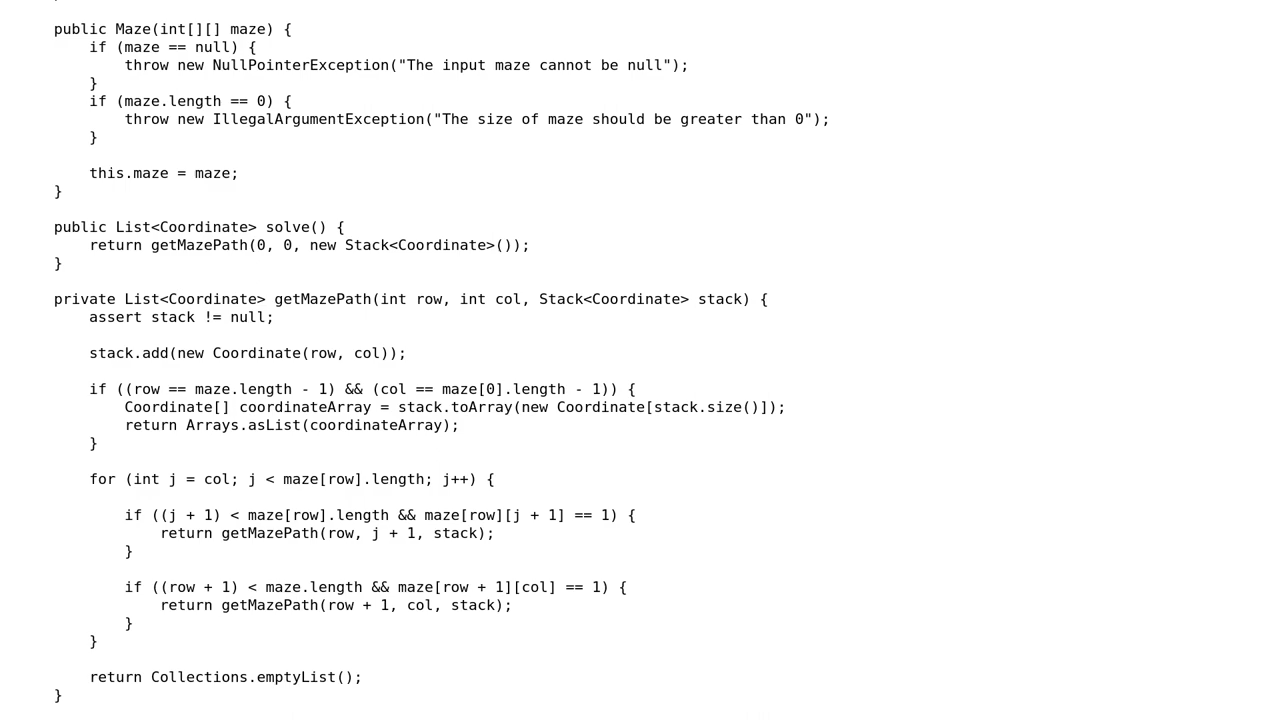 public Maze(int[][] maze) {
if (maze == null) {
throw new NullPointerException("The input maze cannot be null");
}
if (maze.length == 0) {
throw new IllegalArgumentException("The size of maze should be greater than 0");
}
this.maze = maze;
}
public List<Coordinate> solve() {
return getMazePath(0, 0, new Stack<Coordinate>());
}
private List<Coordinate> getMazePath(int row, int col, Stack<Coordinate> stack) {
assert stack != null;
stack.add(new Coordinate(row, col));
if ((row == maze.length - 1) && (col == maze[0].length - 1)) {
Coordinate[] coordinateArray = stack.toArray(new Coordinate[stack.size()]);
return Arrays.asList(coordinateArray);
}
for (int j = col; j < maze[row].length; j++) {
if ((j + 1) < maze[row].length && maze[row][j + 1] == 1) {
return getMazePath(row, j + 1, stack);
}
if ((row + 1) < maze.length && maze[row + 1][col] == 1) {
return getMazePath(row + 1, col, stack);
}
}
return Collections.emptyList();
}